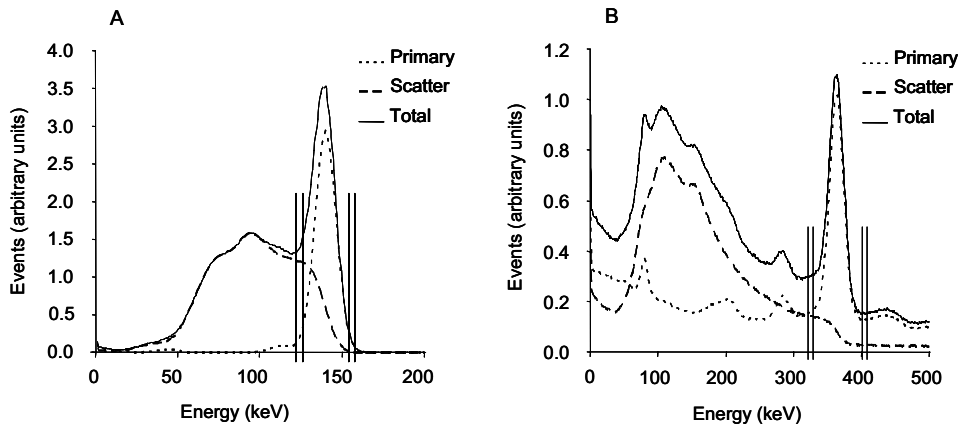 A
Events (arbitrary units)
4.0
3.5
3.0
2.5
2.0
1.5
1.0
0.5
0.0
0
50
100
150
200
Energy (keV)
Primary
Scatter
Total
B
Events (arbitrary units)
1.2
1.0
0.8
0.6
0.4
0.2
0.0
0
100
200
300
400
500
Energy (keV)
Primary
Scatter
Total